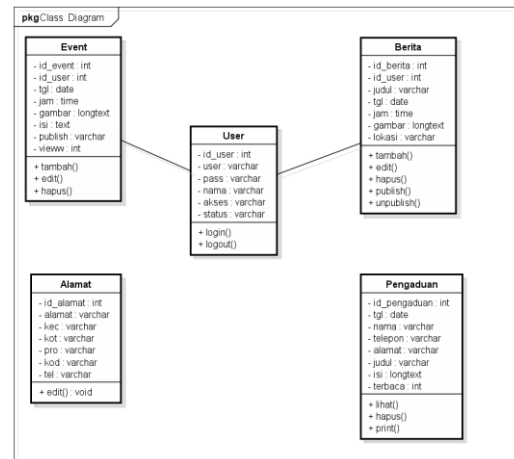 pkg Class Diagram
Event
- id_event : int
- id_user : int
- tgl : date
- jam : time
- gambar : longtext
- isi : text
- publish : varchar
- vieww : int
+ tambah()
+ edit()
+ hapus()
User
- id_user : int
- user : varchar
- pass : varchar
- nama : varchar
- akses : varchar
- status : varchar
+ login()
+ logout()
Berita
- id_berita : int
- id_user : int
- judul : varchar
- tgl : date
- jam : time
- gambar : longtext
- lokasi : varchar
+ tambah()
+ edit()
+ hapus()
+ publish()
+ unpublish()
Alamat
- id_alamat : int
- alamat : varchar
- kec : varchar
- kot : varchar
- pro : varchar
- kod : varchar
- tel : varchar
+ edit() : void
Pengaduan
- id_pengaduan : int
- tgl : date
- nama : varchar
- telepon : varchar
- alamat : varchar
- judul : varchar
- isi : longtext
- terbaca : int
+ lihat()
+ hapus()
+ print()